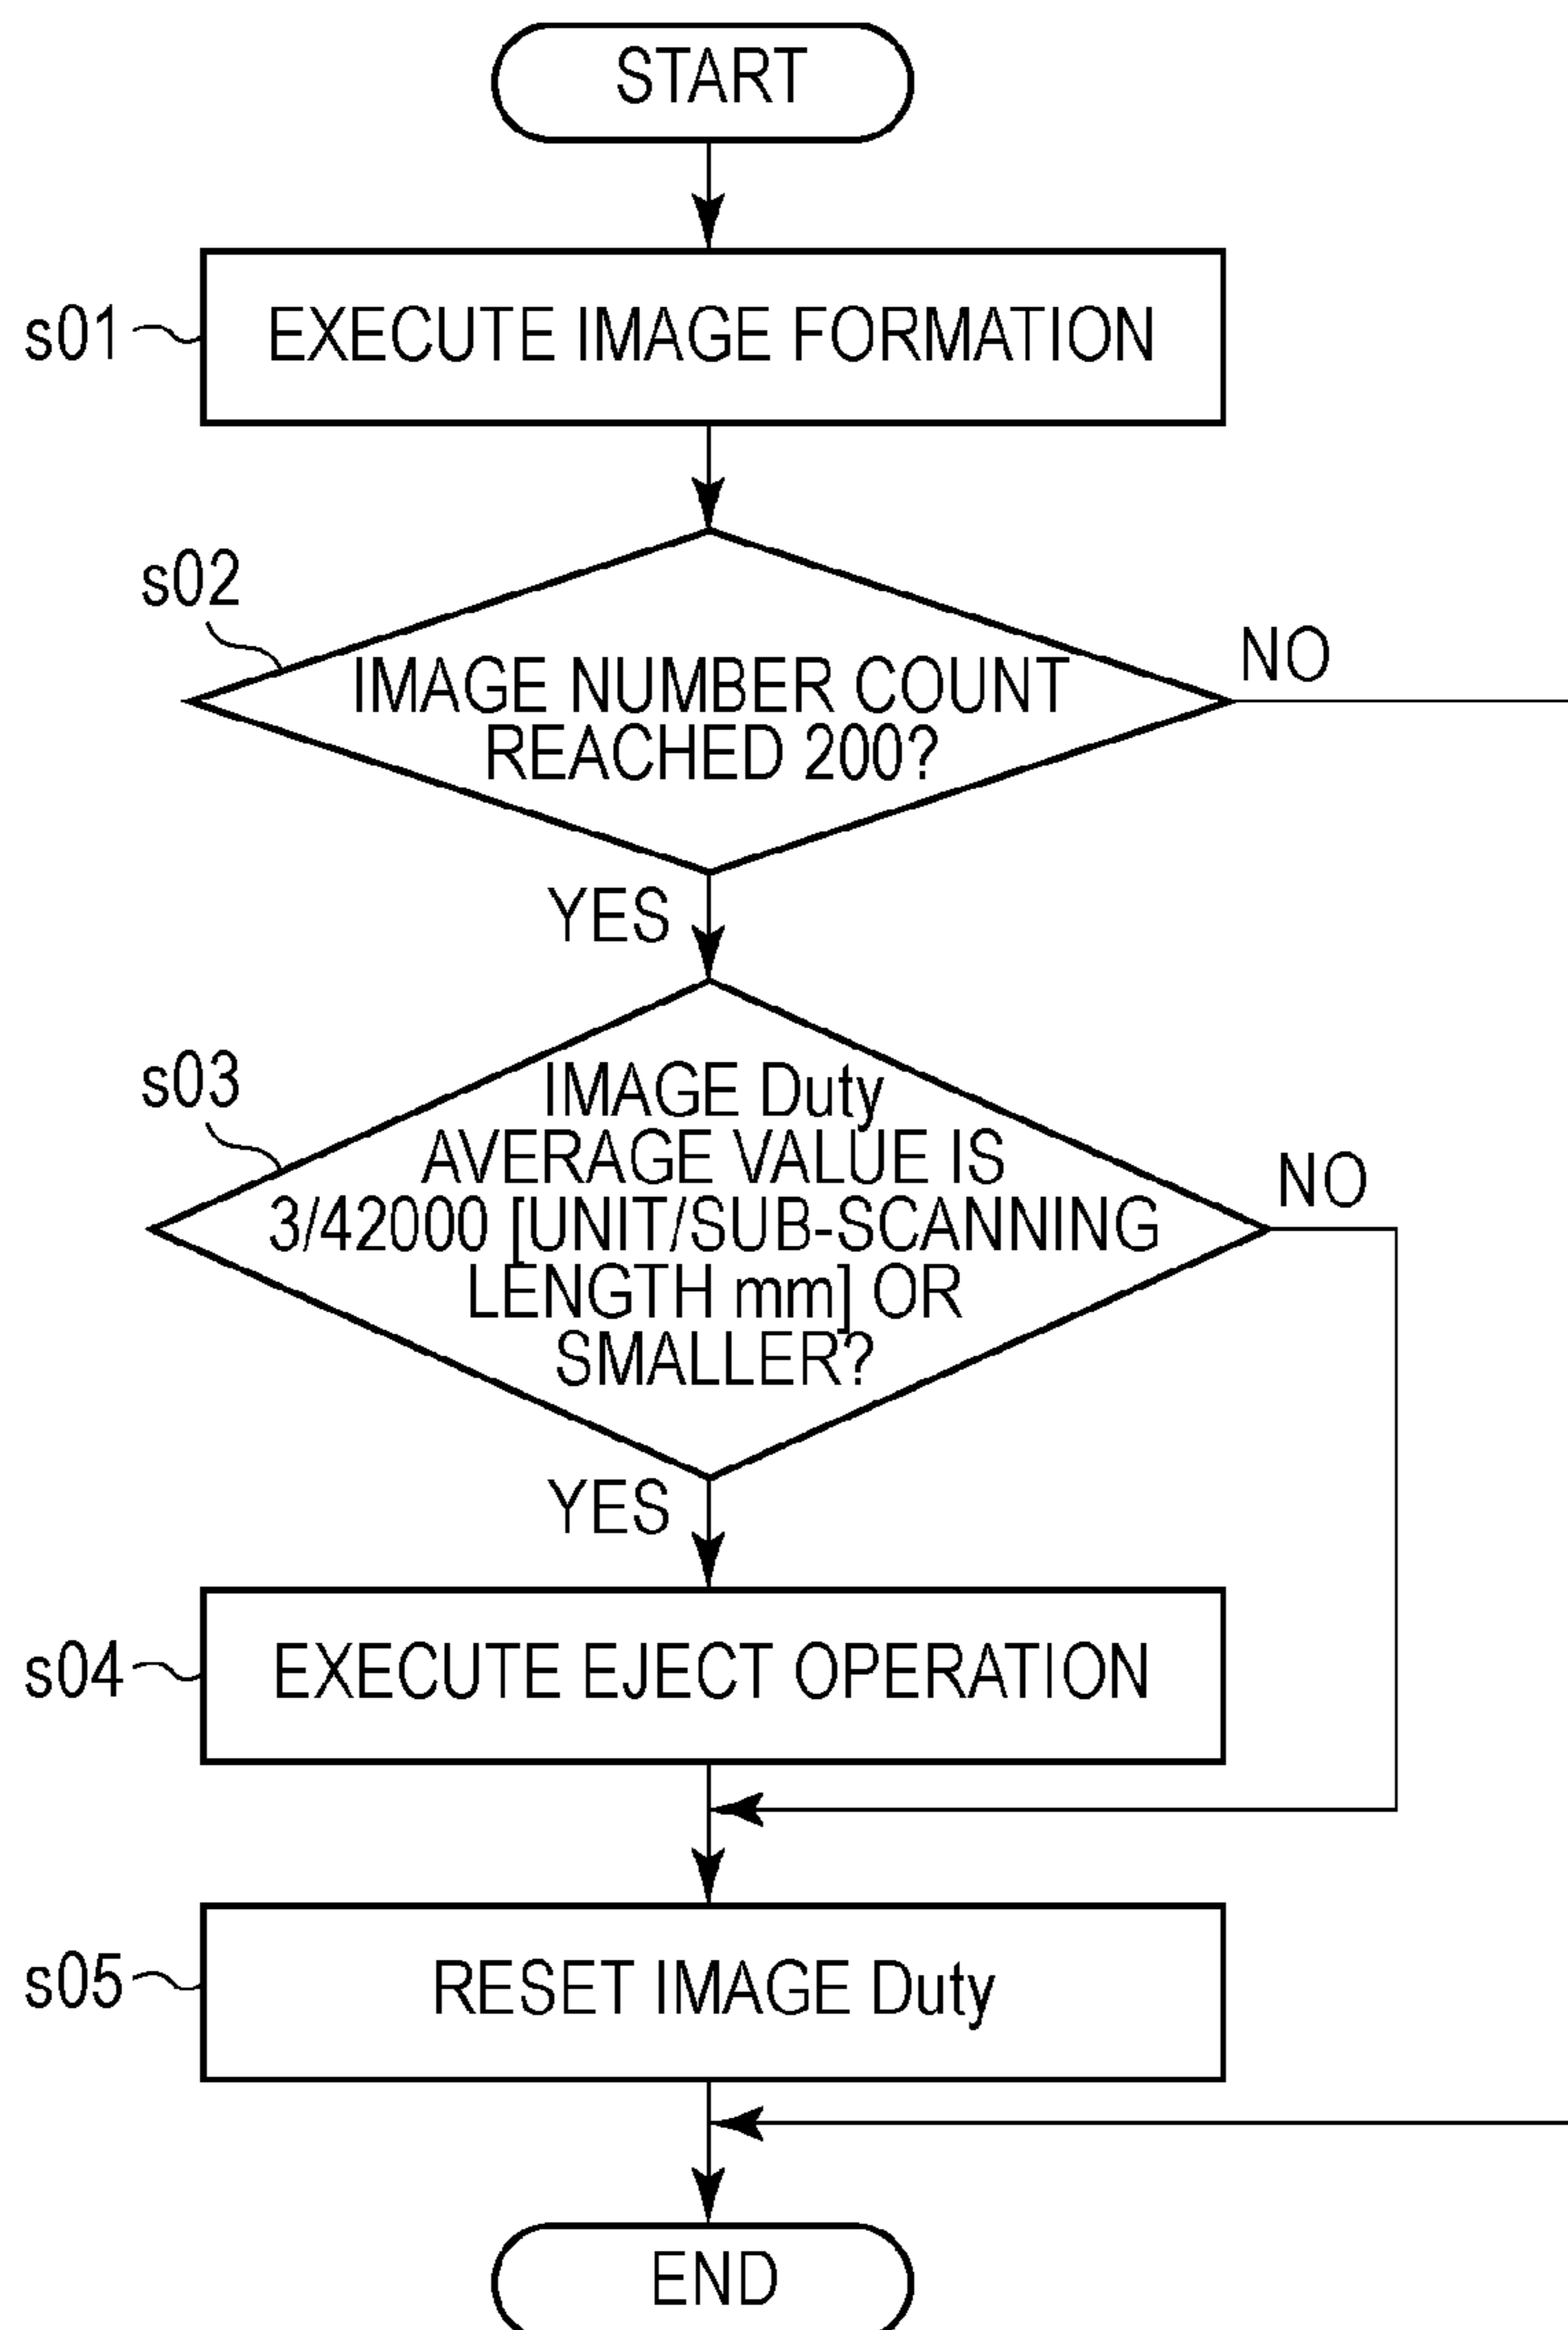 START
s01
EXECUTE IMAGE FORMATION
s02
IMAGE NUMBER COUNT
REACHED 200?
NO
YES
s03
IMAGE Duty
AVERAGE VALUE IS
3/42000 [UNIT/SUB-SCANNING
LENGTH mm] OR
SMALLER?
NO
YES
s04
EXECUTE EJECT OPERATION
s05
RESET IMAGE Duty
END